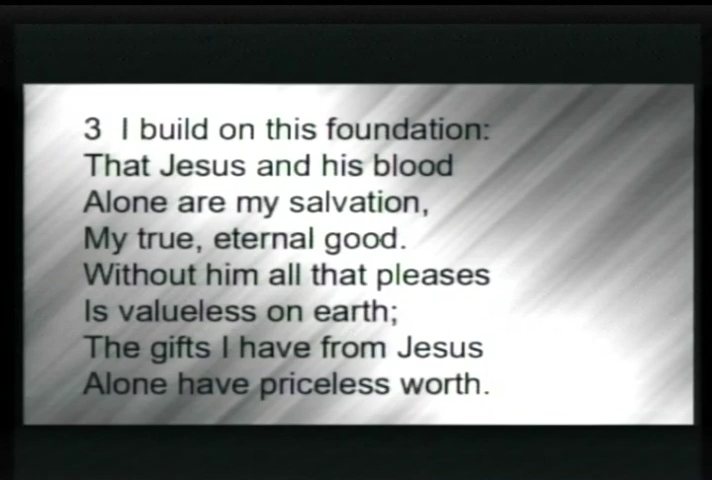 3 I build on this foundation:
That Jesus and his blood
Alone are my salvation,
My true, eternal good.
Without him all that pleases
Is valueless on earth;
The gifts I have from Jesus
Alone have priceless worth.